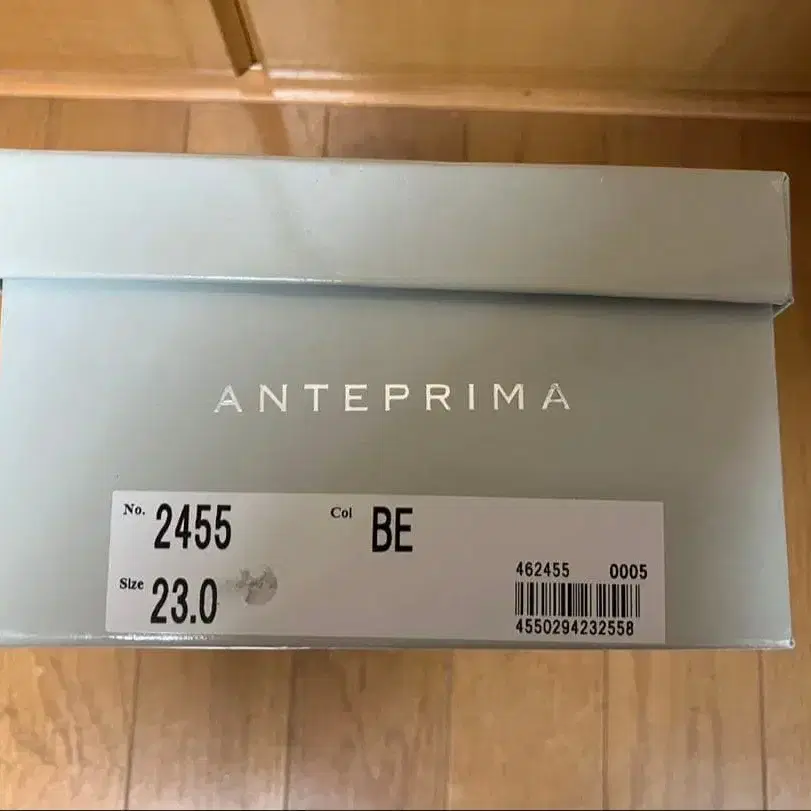 ANTEPRIMA
No. 2455 Col BE
Size 23.0
462455 0005
4550294232558